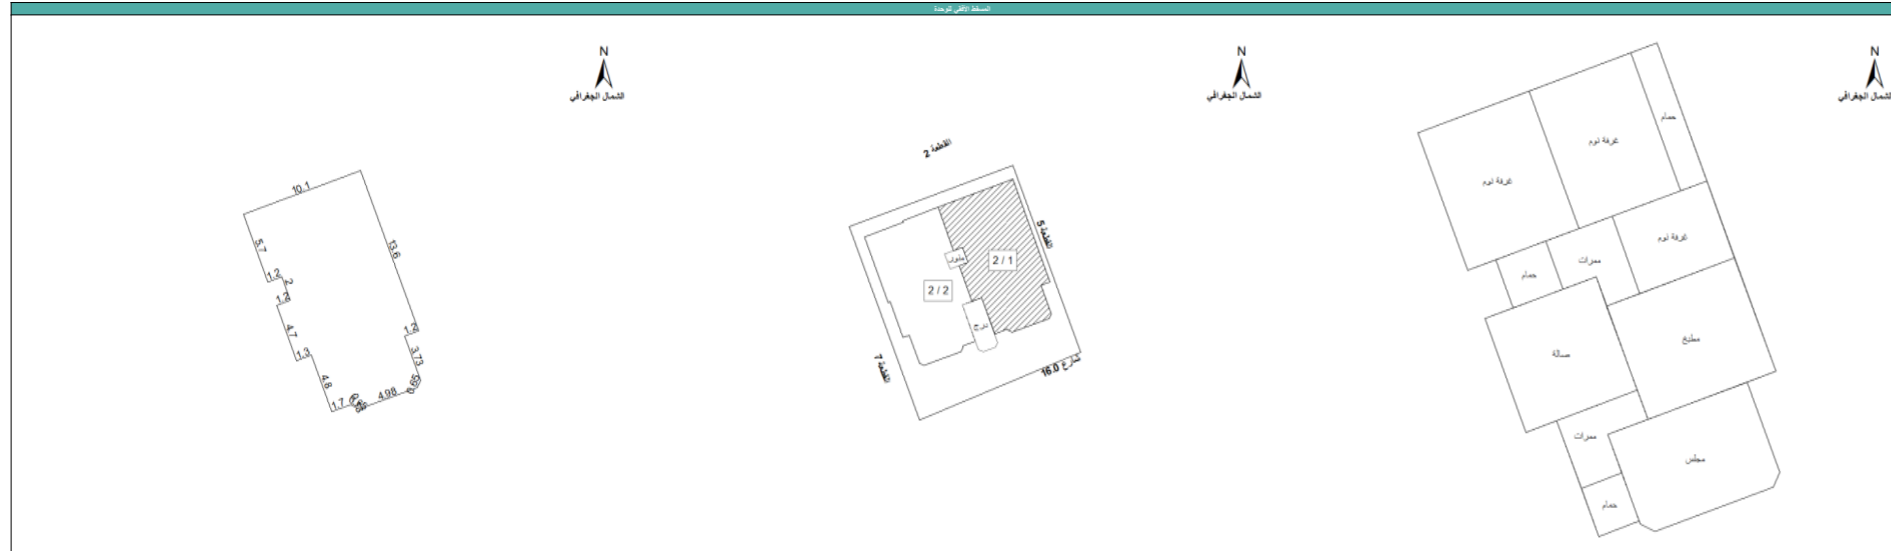 المسقط الأفقي للوحدة
N
الشمال الجغرافي
10.1
5.7
1.2
2
1.2
4.7
1.3
4.8
1.7
4.98
0.65
3.73
1.2
13.6
N
الشمال الجغرافي
القطعة 2
القطعة 5
القطعة 7
شارع 16.0
منور
2 / 1
2 / 2
درج
N
الشمال الجغرافي
حمام
غرفة نوم
غرفة نوم
غرفة نوم
ممرات
حمام
مطبخ
صالة
ممرات
مجلس
حمام